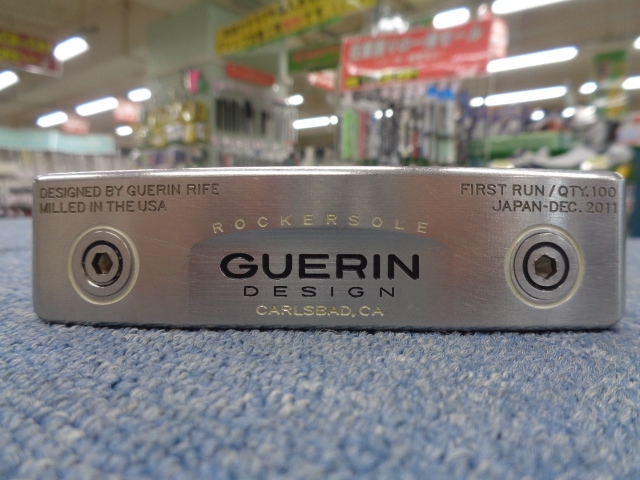 DESIGNED BY GUERIN RIFE
MILLED IN THE USA
FIRST RUN / QTY. 100
JAPAN-DEC. 2011
ROCKERSOLE
GUERIN
DESIGN
CARLSBAD, CA